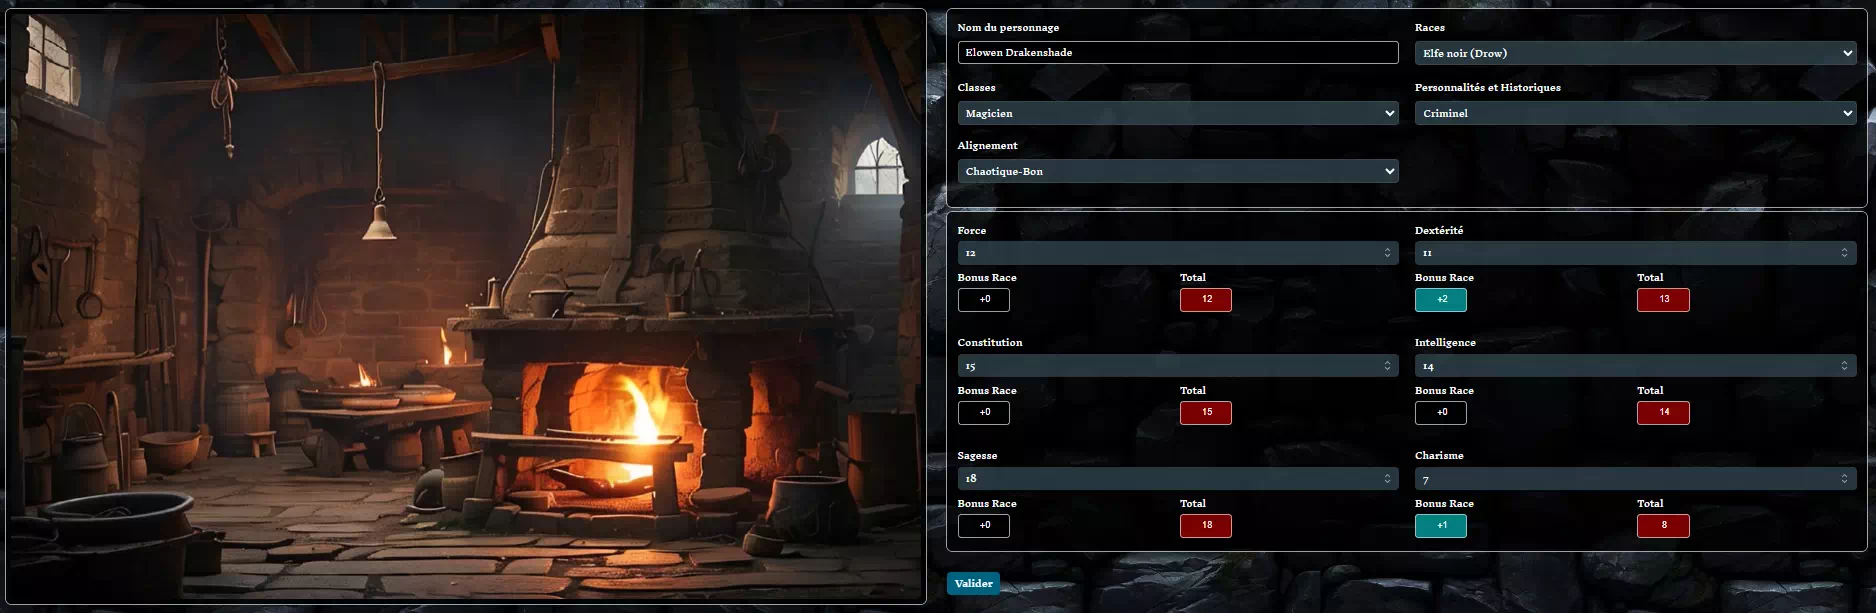 Nom du personnage
Races
Elowen Drakenshade
Elfe noir (Drow)
Classes
Personnalités et Historiques
Magicien
Criminel
Alignement
Chaotique-Bon
Force
Dextérité
12
11
Bonus Race
Total
Bonus Race
Total
+0
12
+2
13
Constitution
Intelligence
15
14
Bonus Race
Total
Bonus Race
Total
+0
15
+0
14
Sagesse
Charisme
18
7
Bonus Race
Total
Bonus Race
Total
+0
18
+1
8
Valider